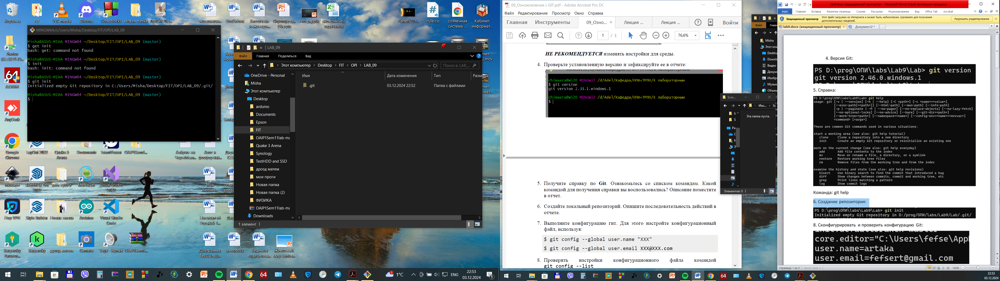 Корзина
FIT
VLC media
Discord
CodeBlocks
Новая папка
экономиче...
Doc2.docx
Клеточная инженери...
Chyornye-d... (1).pptx
геогр..pptx
экономиче... задача.xlsx
Planets201...
style.css
солнечная система ....
Кабинет информат...
Photos
AIDA64
AnyDesk
Google Chrome
LayOut 2022
Quake 3 Arena
Documents
TeamViewer
OAIP1Sem1...
Авария на Чернобыл...
Азот и фосфор как...
Inkscape
SketchUp Pro 2022
мои проги
MediaGet
Visual Studio 2022
Моя любіма...
Пор VPN
Style Builder
Новая папка
Arduino
Visual Studio Code
Написал её Горький 1...
Kaspersky Passwor...
Kaspersky
дрозд матем
Camera
Звук - Ярлык
OAIP1Sem1...
Диаграмма Герцшпру...
англ.docx
Видимое годичное д...
Животный мир Белов...
MINGW64:/c/Users/Misha/Desktop/FIT/OPI/LAB_09
Misha@ASUS-MIHA MINGW64 ~/Desktop/FIT/OPI/LAB_09 (master)
$ get init
bash: get: command not found
Misha@ASUS-MIHA MINGW64 ~/Desktop/FIT/OPI/LAB_09 (master)
$ init
bash: init: command not found
Misha@ASUS-MIHA MINGW64 ~/Desktop/FIT/OPI/LAB_09 (master)
$ git init
Initialized empty Git repository in C:/Users/Misha/Desktop/FIT/OPI/LAB_09/.git/
Misha@ASUS-MIHA MINGW64 ~/Desktop/FIT/OPI/LAB_09 (master)
$
LAB_09
Файл Главная Поделиться Вид
Этот компьютер > Desktop > FIT > OPI > LAB_09
Поиск в: LAB_...
Имя Дата изменения Тип Разм
.git 03.12.2024 22:52 Папка с файлами
OneDrive - Personal
Misha
Этот компьютер
Desktop
arduino
Documents
Epson
FIT
OAIP1Sem11lab-ma
Quake 3 Arena
Synology
TestHDD and SSD
дрозд матем
мои проги
Новая папка
Новая папка (2)
ФИЗИКА
OAIP1Sem11lab-ma
Downloads
1 элемент
1°C
ENG
22:53
03.12.2024
09_Ознокомление с GIT.pdf - Adobe Acrobat Pro DC
Файл Редактирование Просмотр Окно Справка
Главная Инструменты 09_Озно... × Лекция ... Лекция ... Войти
1 / 3 76,6%
НЕ РЕКОМЕНДУЕТСЯ изменять настройки для среды.
4. Проверьте установленную версию и зафиксируйте ее в отчете:
chimaera@W520 MINGW32 /d/Adel/Кафедра/ОПИ+ТРПО/К лабораторным
$ git version
git version 2.33.1.windows.1
chimaera@W520 MINGW32 /d/Adel/Кафедра/ОПИ+ТРПО/К лабораторным
$
5. Получите справку по Git. Ознакомьтесь со списком командам. Какой
командой для получения справки вы воспользовались? Описание поместите
в отчет.
6. Создайте локальный репозиторий. Опишите последовательность действий в
отчете.
7. Выполните конфигурацию гит. Для этого настройте конфигурационный
файл, используя:
$ git config --global user.name "XXX"
$ git config --global user.email XXX@XXX.com
8. Проверить настройки конфигурационного файла командой
git config --list
Scre...
Изо...
Эта папка пуста.
Элементов: 0
Misha
Этот ком
Desktop
Downlo
Видео
Докуме
Изобра
Музык
Объем
lab9.docx (защищенный просмотр) - Microsoft Word (Сбой активации продукта)
Файл Главная Вставка Разметка страницы Ссылки Рассылки Рецензирование Вид Office Tab Acrobat
Защищенный просмотр Этот файл загружен из Интернета и может быть небезопасен. Щелкните для получения дополнительных сведений. Разрешить редактирование
lab9.docx (защищенный просмотр) × Документ2 *
4. Версия Git:
PS D:\prog\ОПИ\labs\Lab9\Lab> git version
git version 2.46.0.windows.1
5. Справка:
PS D:\prog\ОПИ\labs\Lab9\Lab> git help
usage: git [-v | --version] [-h | --help] [-C <path>] [-c <name>=<value>]
[--exec-path[=<path>]] [--html-path] [--man-path] [--info-path]
[-p | --paginate | -P | --no-pager] [--no-replace-objects] [--no-lazy-fetch]
[--no-optional-locks] [--no-advice] [--bare] [--git-dir=<path>]
[--work-tree=<path>] [--namespace=<name>] [--config-env=<name>=<envvar>]
<command> [<args>]
These are common Git commands used in various situations:
start a working area (see also: git help tutorial)
clone Clone a repository into a new directory
init Create an empty Git repository or reinitialize an existing one
work on the current change (see also: git help everyday)
add Add file contents to the index
mv Move or rename a file, a directory, or a symlink
restore Restore working tree files
rm Remove files from the working tree and from the index
examine the history and state (see also: git help revisions)
bisect Use binary search to find the commit that introduced a bug
diff Show changes between commits, commit and working tree, etc
grep Print lines matching a pattern
log Show commit logs
Команда: git help
6. Создание репозитория:
PS D:\prog\ОПИ\labs\Lab9\Lab> git init
Initialized empty Git repository in D:/prog/ОПИ/labs/Lab9/Lab/.git/
8. Сконфигурировать и проверить конфигурацию Git:
core.editor="C:\Users\fefse\App
user.name=artaka
user.email=fefsert@gmail.com
Страница: 1 из 5 Число слов: 3 100%
22:53
03.12.2024